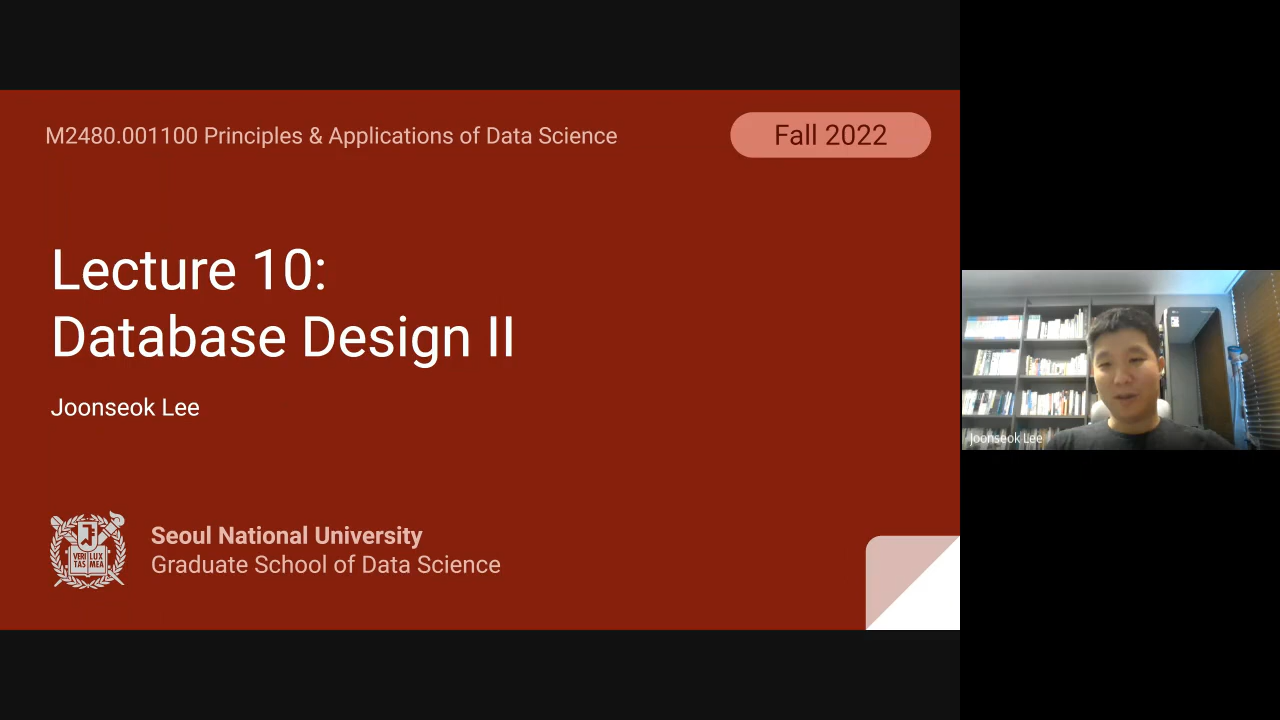 M2480.001100 Principles & Applications of Data Science
Fall 2022
Lecture 10:
Database Design II
Joonseok Lee
VERI LUX
TAS MEA
Seoul National University
Graduate School of Data Science
Joonseok Lee